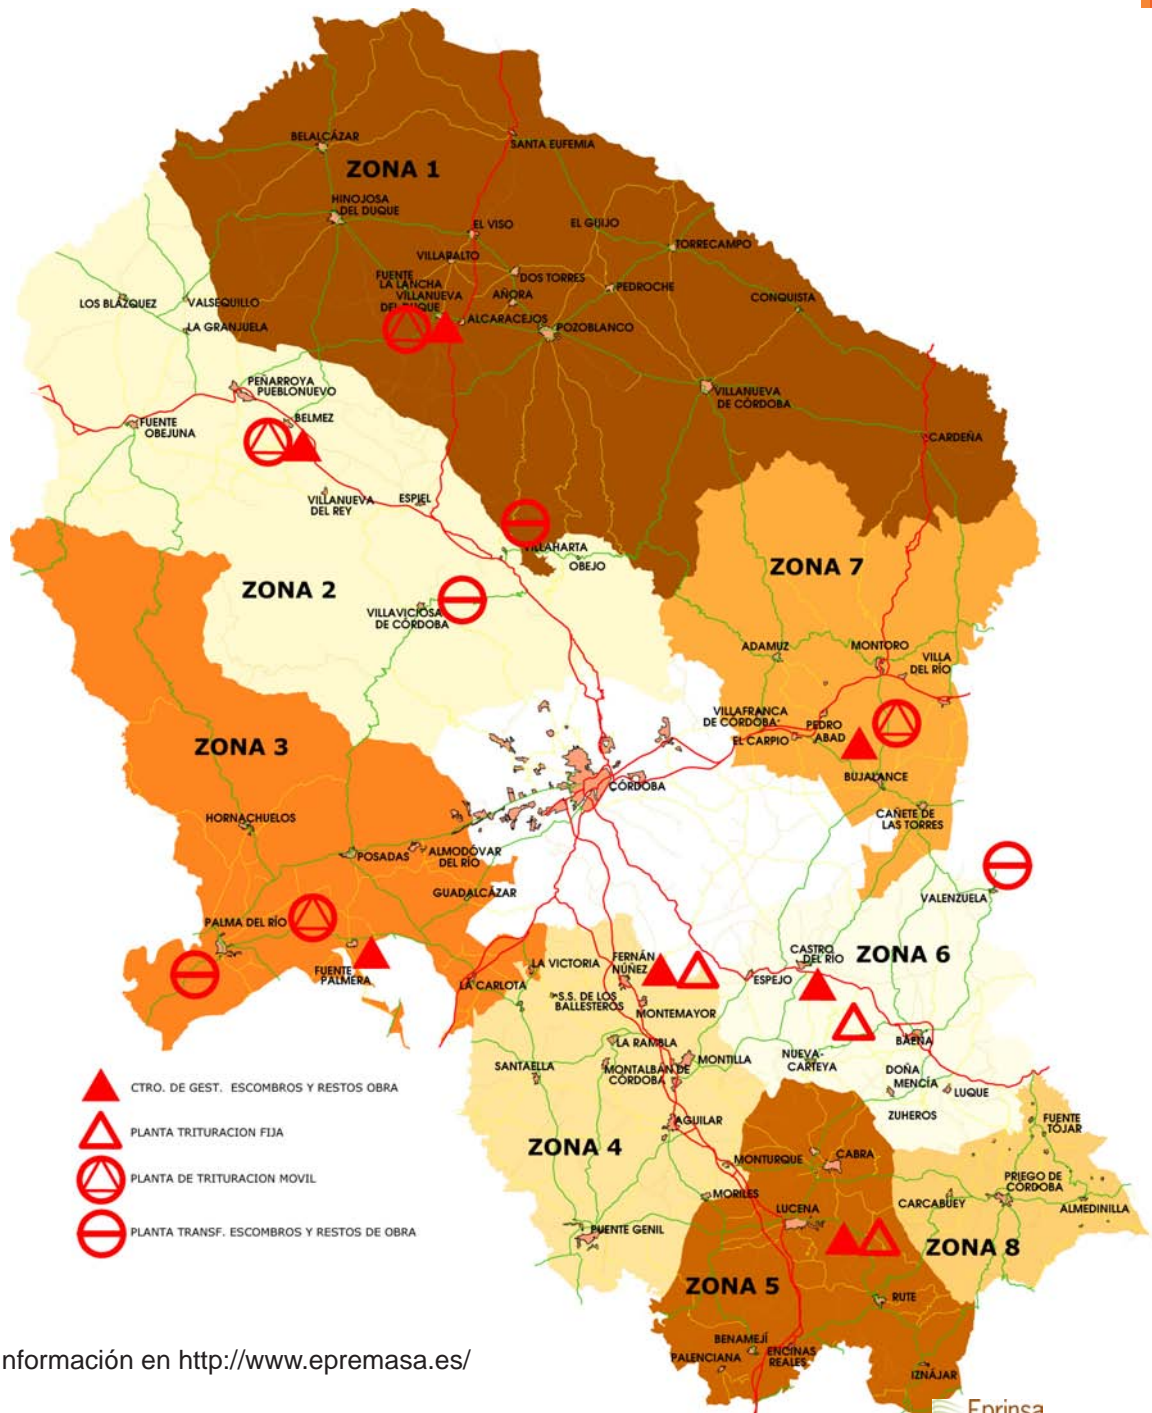 BELALCÁZAR
SANTA EUFEMIA
ZONA 1
HINOJOSA
DEL DUQUE
EL VISO
EL GUIJO
TORRECAMPO
VILLARALTO
FUENTE
LA LANCHA
DOS TORRES
PEDROCHE
VILLANUEVA
DEL DUQUE
AÑORA
CONQUISTA
ALCARACEJOS
POZOBLANCO
LOS BLÁZQUEZ
VALSEQUILLO
LA GRANJUELA
PEÑARROYA
PUEBLONUEVO
VILLANUEVA
DE CÓRDOBA
FUENTE
OBEJUNA
BELMEZ
CARDEÑA
VILLANUEVA
DEL REY
ESPIEL
VILLAHARTA
OBEJO
ZONA 7
ZONA 2
VILLAVICIOSA
DE CÓRDOBA
ADAMUZ
MONTORO
VILLA
DEL RÍO
VILLAFRANCA
DE CÓRDOBA
PEDRO
ABAD
EL CARPIO
ZONA 3
BUJALANCE
CÓRDOBA
CAÑETE DE
LAS TORRES
HORNACHUELOS
POSADAS
ALMODÓVAR
DEL RÍO
GUADALCÁZAR
VALENZUELA
PALMA DEL RÍO
FUENTE
PALMERA
LA VICTORIA
FERNÁN
NÚÑEZ
CASTRO
DEL RÍO
ZONA 6
LA CARLOTA
ESPEJO
S.S. DE LOS
BALLESTEROS
MONTEMAYOR
LA RAMBLA
BAENA
SANTAELLA
MONTALBÁN DE
CÓRDOBA
MONTILLA
NUEVA-
CARTEYA
DOÑA
MENCÍA
LUQUE
ZUHEROS
CTRO. DE GEST. ESCOMBROS Y RESTOS OBRA
PLANTA TRITURACION FIJA
PLANTA DE TRITURACION MOVIL
PLANTA TRANSF. ESCOMBROS Y RESTOS DE OBRA
AGUILAR
FUENTE
TÓJAR
ZONA 4
MONTURQUE
CABRA
PRIEGO DE
CÓRDOBA
MORILES
CARCABUEY
ALMEDINILLA
LUCENA
PUENTE GENIL
ZONA 8
ZONA 5
RUTE
BENAMEJÍ
PALENCIANA
ENCINAS
REALES
IZNÁJAR
nformación en http://www.epremasa.es/
Eprinsa